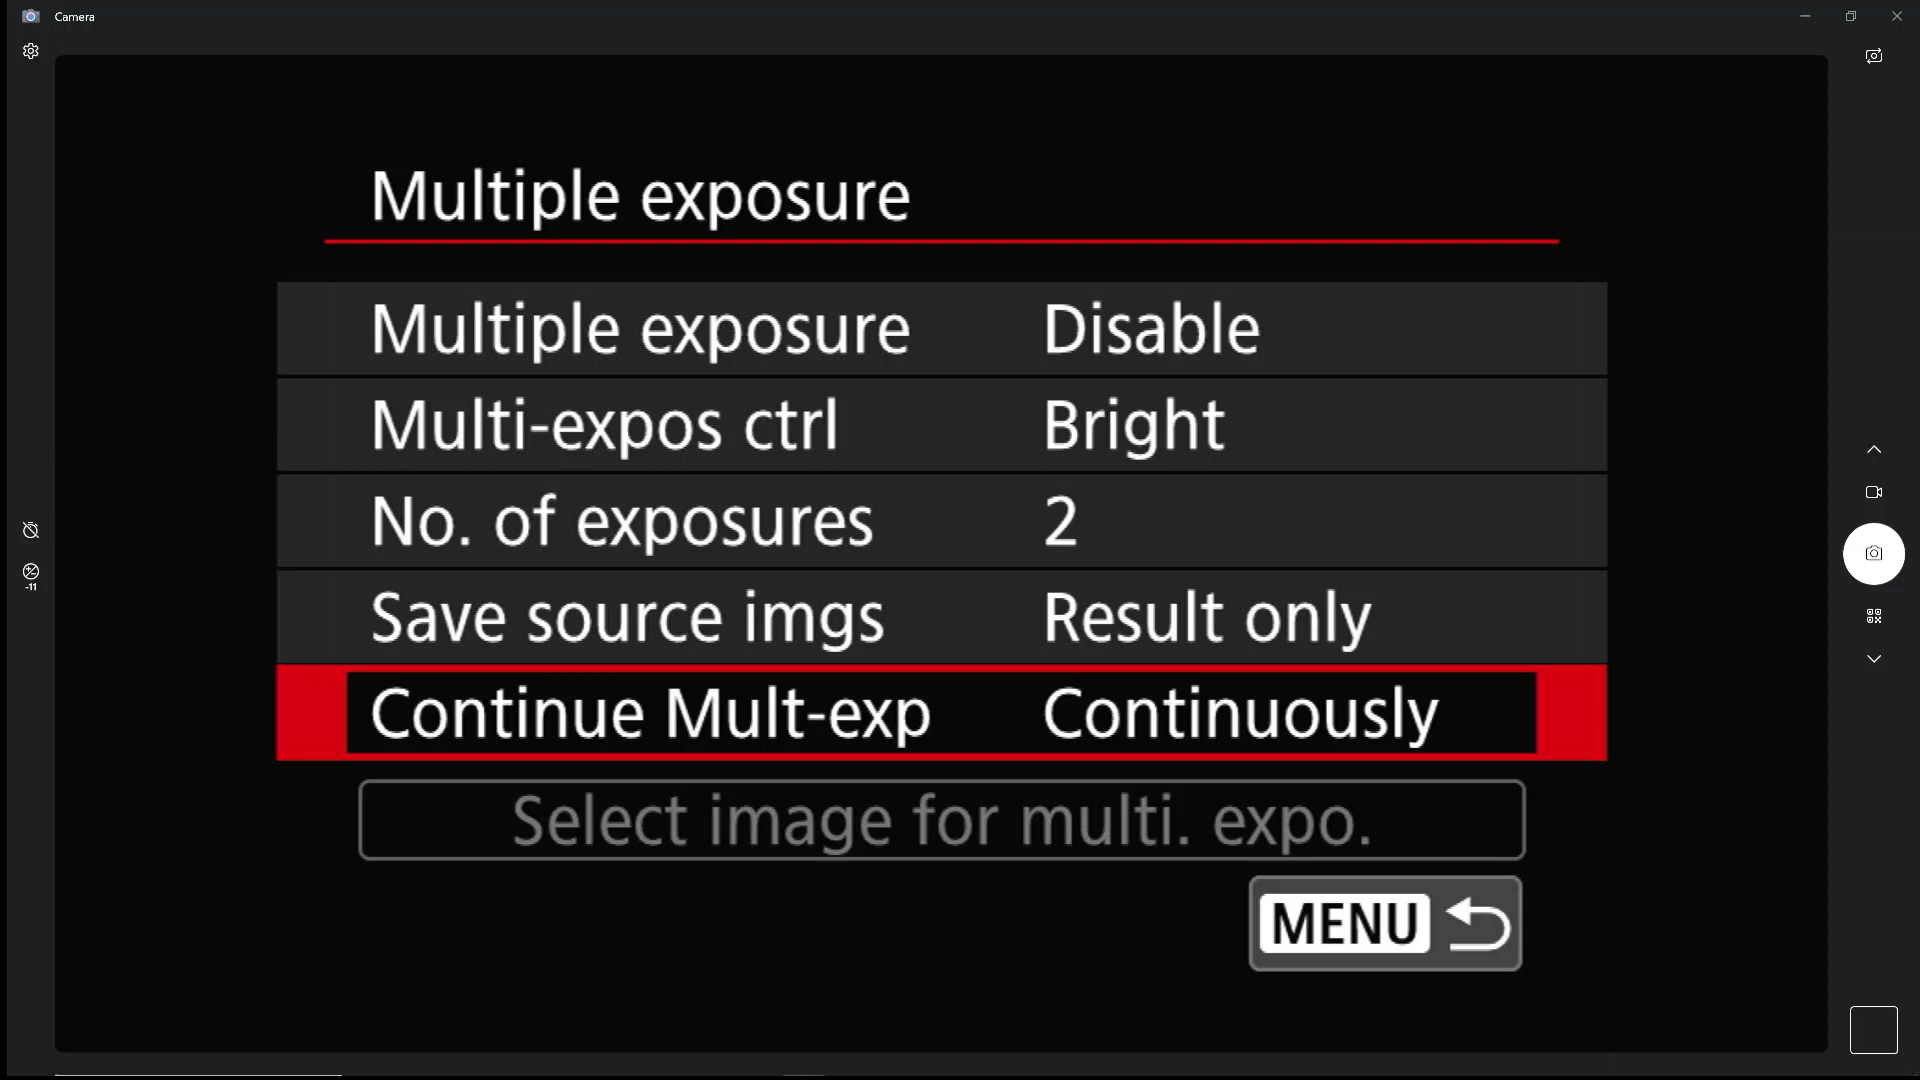 Camera
Multiple exposure
Multiple exposure Disable
Multi-expos ctrl Bright
No. of exposures 2
Save source imgs Result only
Continue Mult-exp Continuously
Select image for multi. expo.
MENU
-11